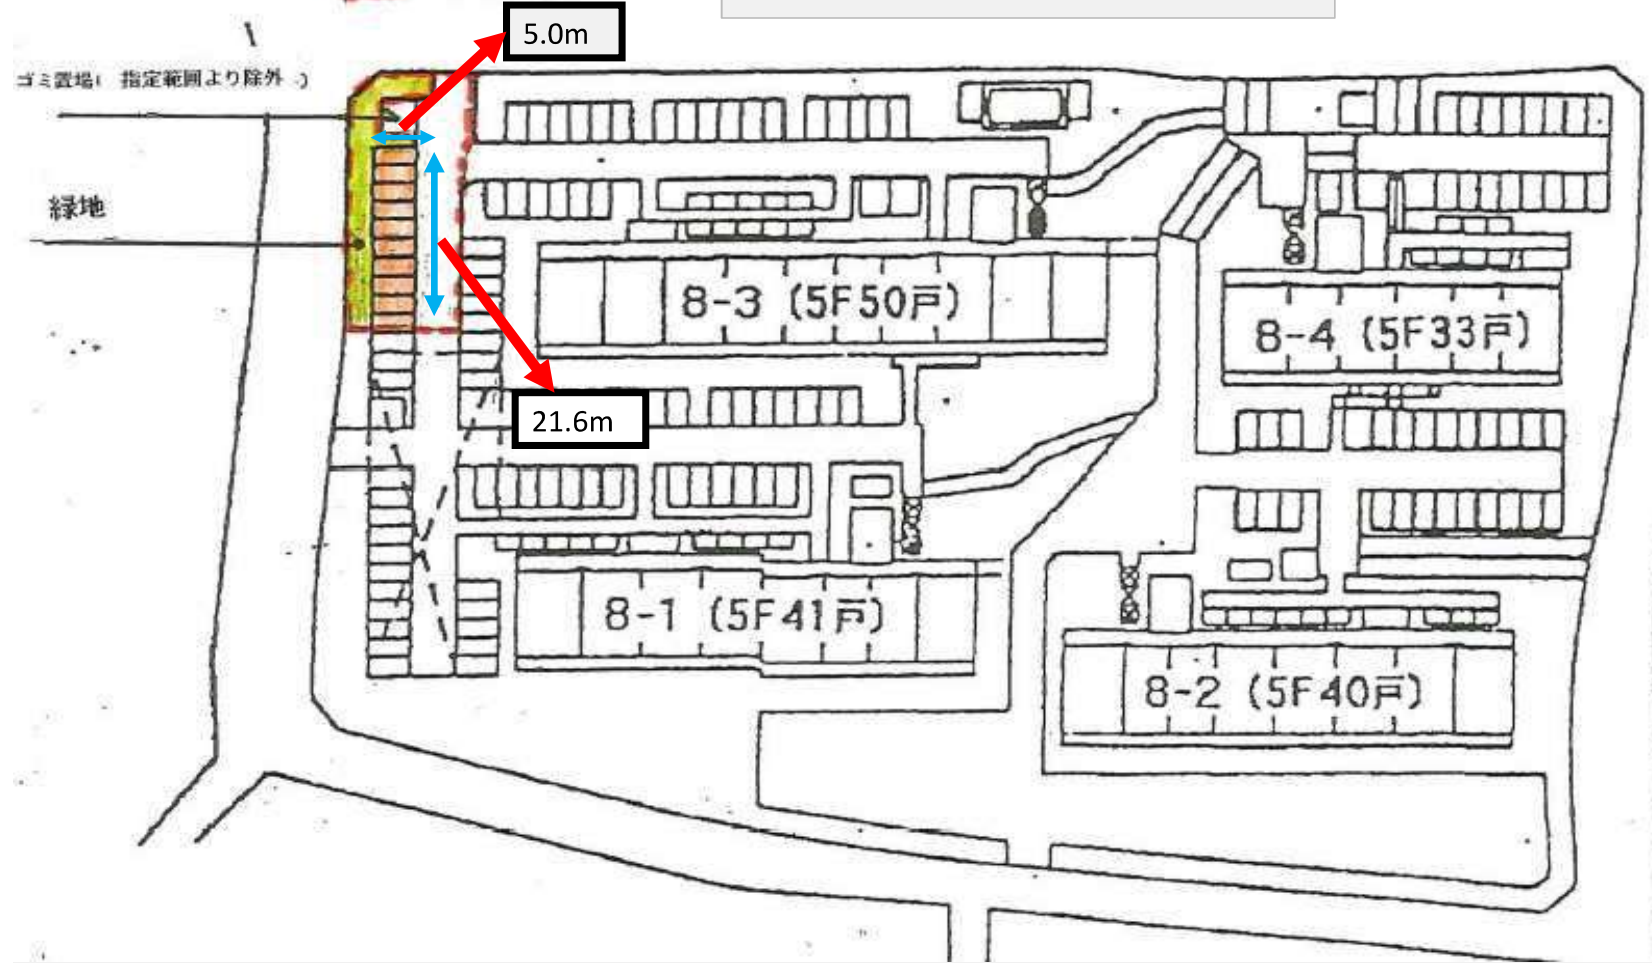 5.0m
ゴミ置場( 指定範囲より除外 )
緑地
8-3 (5F50戸)
8-4 (5F33戸)
21.6m
8-1 (5F41戸)
8-2 (5F40戸)